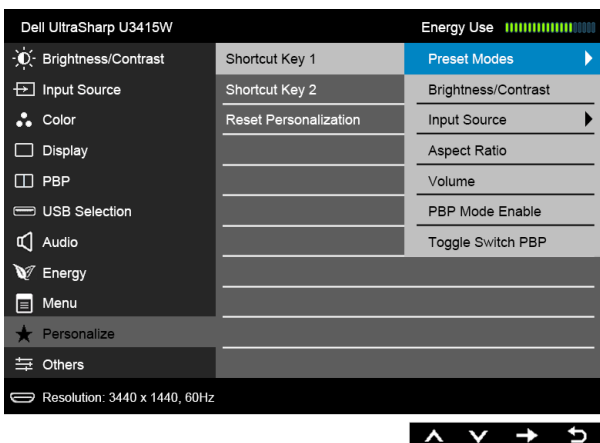 Dell UltraSharp U3415W Energy Use
Brightness/Contrast Shortcut Key 1 Preset Modes
Input Source Shortcut Key 2 Brightness/Contrast
Color Reset Personalization Input Source
Display Aspect Ratio
PBP Volume
USB Selection PBP Mode Enable
Audio Toggle Switch PBP
Energy
Menu
Personalize
Others
Resolution: 3440 x 1440, 60Hz